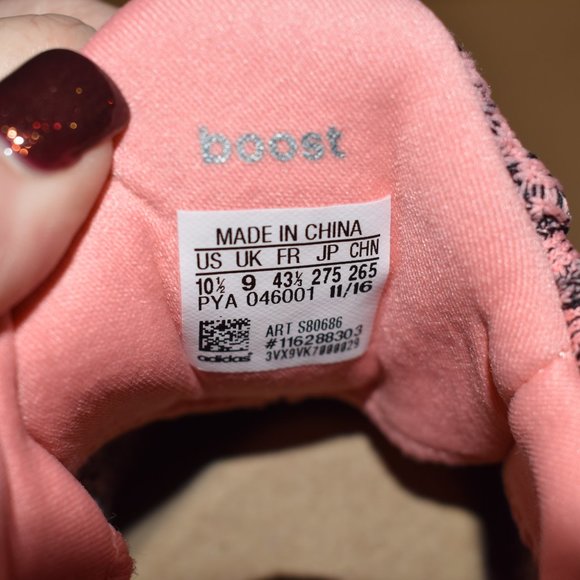 boost
MADE IN CHINA
US UK FR JP CHN
10½ 9 43⅓ 275 265
PYA 046001 11/16
ART S80686
#116288303
adidas